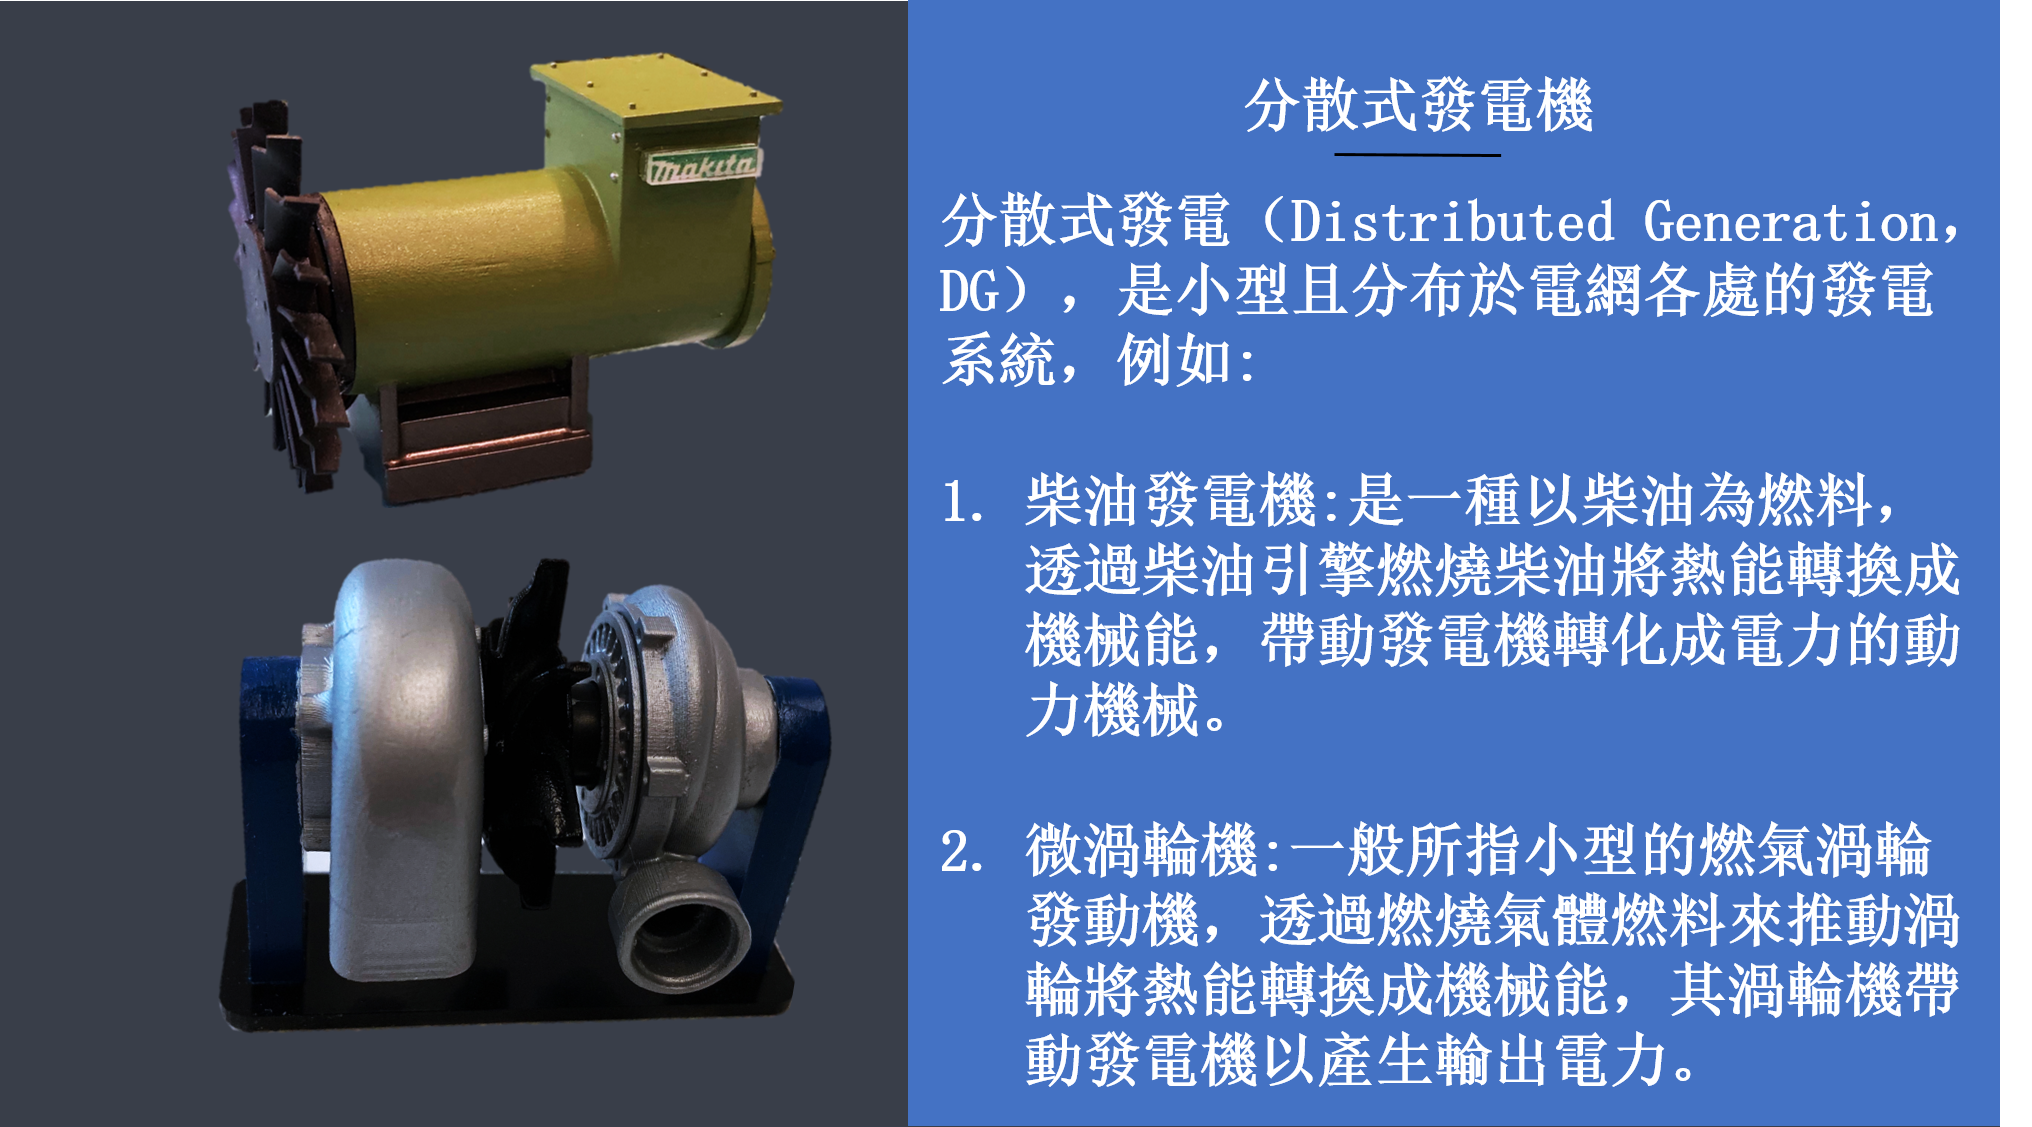 makita
分散式發電機
分散式發電（Distributed Generation，
DG），是小型且分布於電網各處的發電
系統，例如:
1. 柴油發電機:是一種以柴油為燃料，
透過柴油引擎燃燒柴油將熱能轉換成
機械能，帶動發電機轉化成電力的動
力機械。
2. 微渦輪機:一般所指小型的燃氣渦輪
發動機，透過燃燒氣體燃料來推動渦
輪將熱能轉換成機械能，其渦輪機帶
動發電機以產生輸出電力。